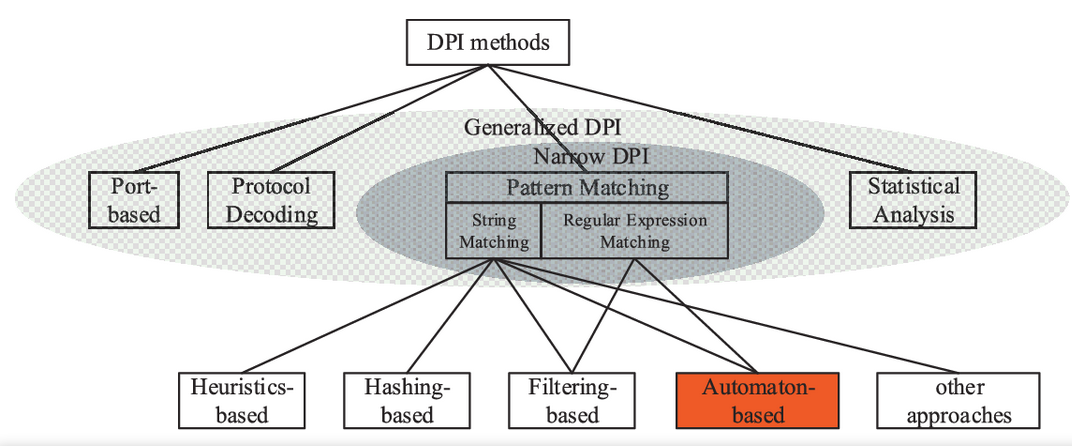 DPI methods
Generalized DPI
Narrow DPI
Port-
based
Protocol
Decoding
Pattern Matching
String
Matching
Regular Expression
Matching
Statistical
Analysis
Heuristics-
based
Hashing-
based
Filtering-
based
Automaton-
based
other
approaches